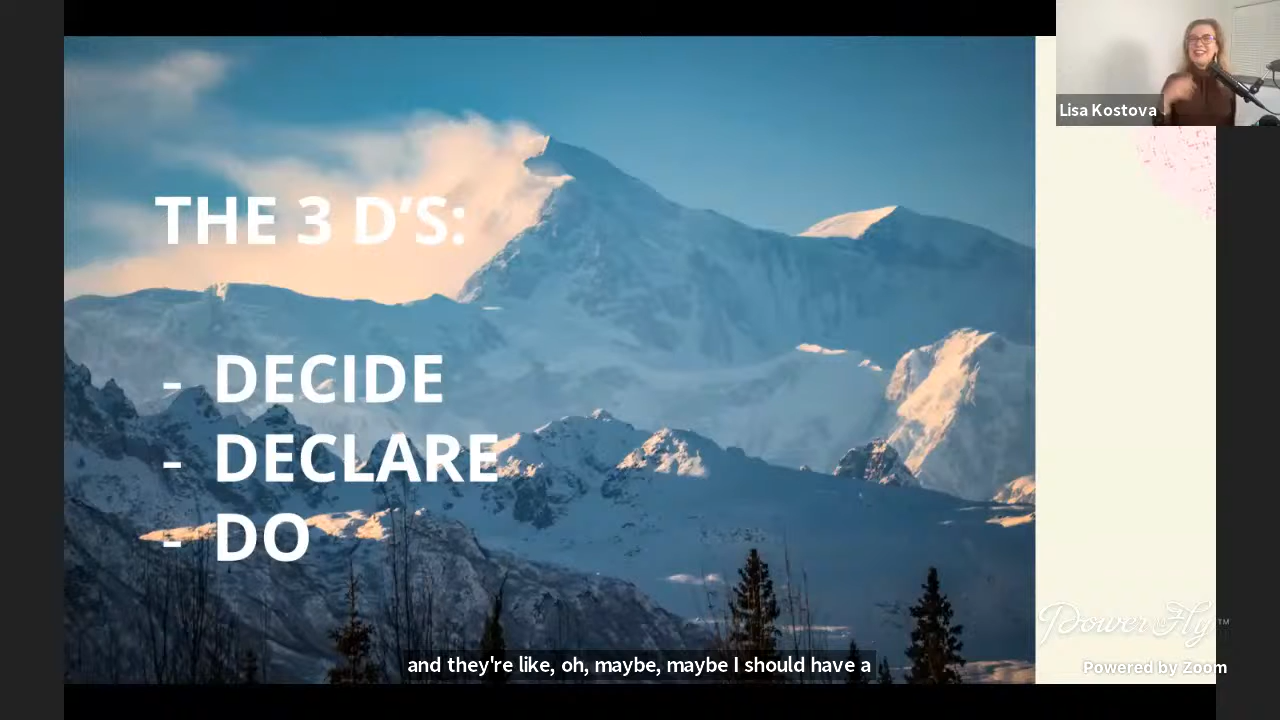 Lisa Kostova
THE 3 D'S:
- DECIDE
- DECLARE
- DO
and they're like, oh, maybe, maybe I should have a
PowerToFly™
Powered by Zoom